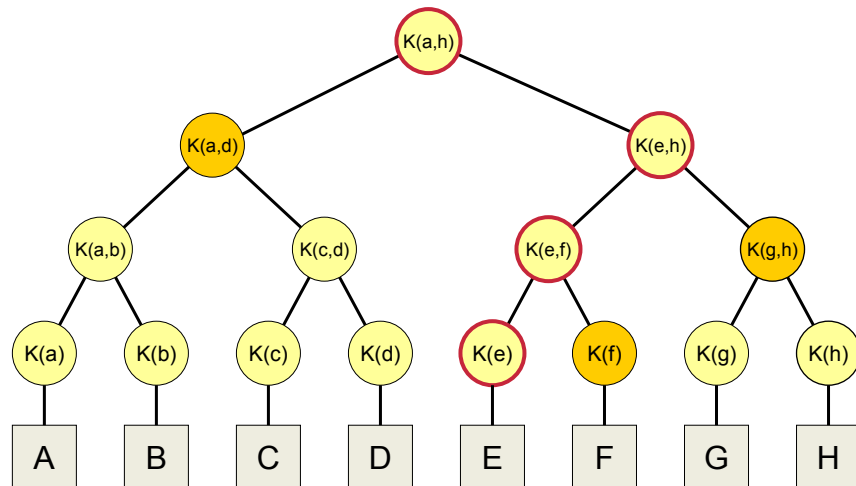 K(a,h)
K(a,d)
K(e,h)
K(a,b)
K(c,d)
K(e,f)
K(g,h)
K(a)
K(b)
K(c)
K(d)
K(e)
K(f)
K(g)
K(h)
A
B
C
D
E
F
G
H